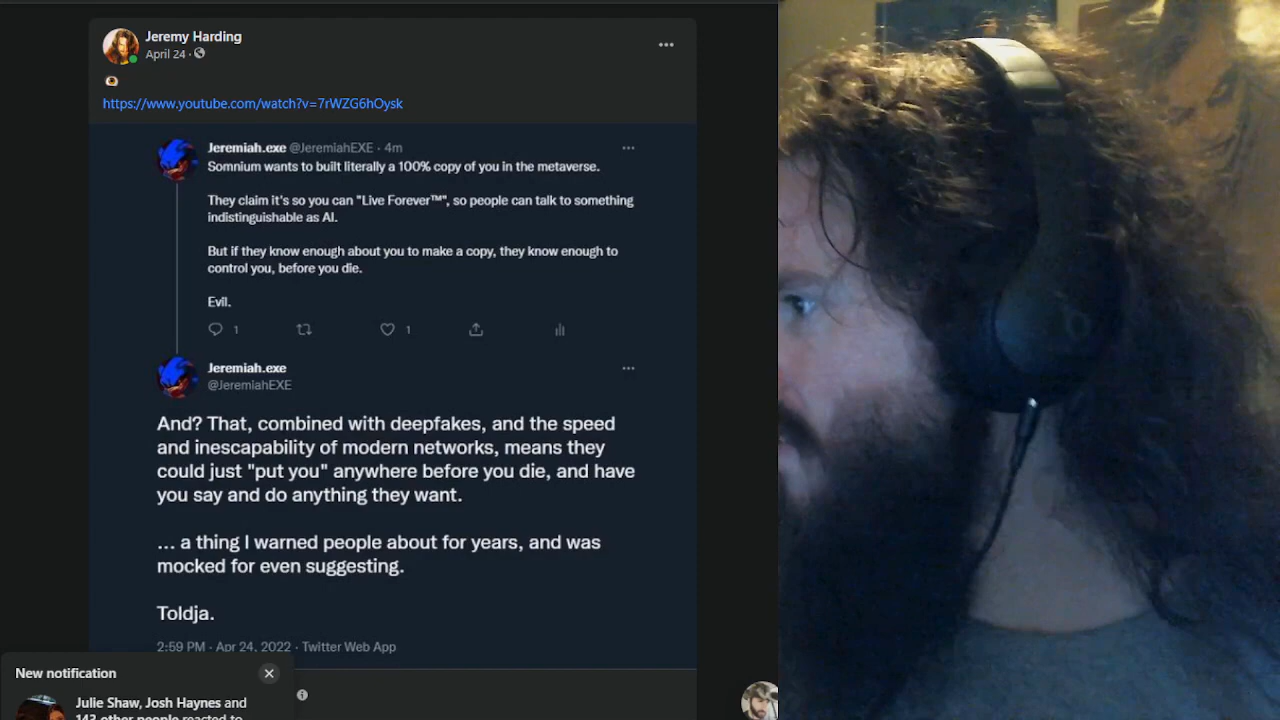 Jeremy Harding
April 24 ·
https://www.youtube.com/watch?v=7rWZG6hOysk
Jeremiah.exe @JeremiahEXE · 4m
Somnium wants to built literally a 100% copy of you in the metaverse.
They claim it's so you can "Live Forever™", so people can talk to something
indistinguishable as AI.
But if they know enough about you to make a copy, they know enough to
control you, before you die.
Evil.
1 1
Jeremiah.exe
@JeremiahEXE
And? That, combined with deepfakes, and the speed
and inescapability of modern networks, means they
could just "put you" anywhere before you die, and have
you say and do anything they want.
... a thing I warned people about for years, and was
mocked for even suggesting.
Toldja.
2:59 PM · Apr 24, 2022 · Twitter Web App
New notification
Julie Shaw, Josh Haynes and
143 other people reacted to